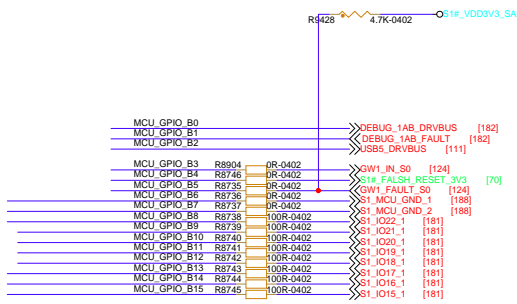 R9428 4.7K-0402 S1#_VDD3V3_SA
MCU_GPIO_B0 DEBUG_1AB_DRVBUS [182]
MCU_GPIO_B1 DEBUG_1AB_FAULT [182]
MCU_GPIO_B2 USB5_DRVBUS [111]
MCU_GPIO_B3 R8904 0R-0402 GW1_IN_S0 [124]
MCU_GPIO_B4 R8746 0R-0402 S1#_FALSH_RESET_3V3 [70]
MCU_GPIO_B5 R8735 0R-0402 GW1_FAULT_S0 [124]
MCU_GPIO_B6 R8736 0R-0402 S1_MCU_GND_1 [188]
MCU_GPIO_B7 R8737 0R-0402 S1_MCU_GND_2 [188]
MCU_GPIO_B8 R8738 100R-0402 S1_IO22_1 [181]
MCU_GPIO_B9 R8739 100R-0402 S1_IO21_1 [181]
MCU_GPIO_B10 R8740 100R-0402 S1_IO20_1 [181]
MCU_GPIO_B11 R8741 100R-0402 S1_IO19_1 [181]
MCU_GPIO_B12 R8742 100R-0402 S1_IO18_1 [181]
MCU_GPIO_B13 R8743 100R-0402 S1_IO17_1 [181]
MCU_GPIO_B14 R8744 100R-0402 S1_IO16_1 [181]
MCU_GPIO_B15 R8745 100R-0402 S1_IO15_1 [181]